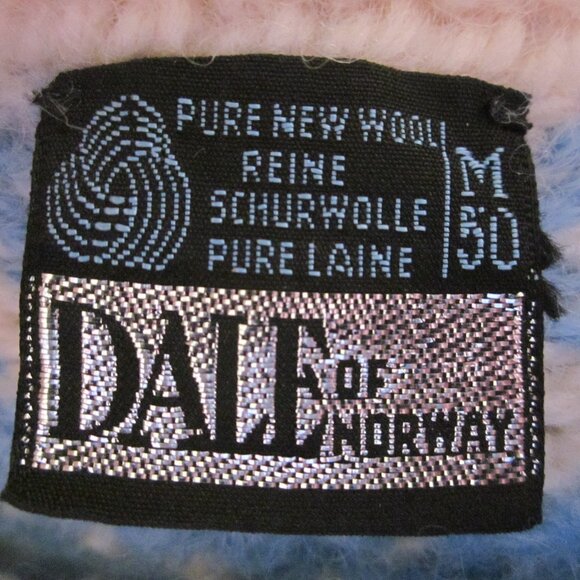 PURE NEW WOOL
REINE
SCHURWOLLE
PURE LAINE
M
50
DALE
OF
NORWAY